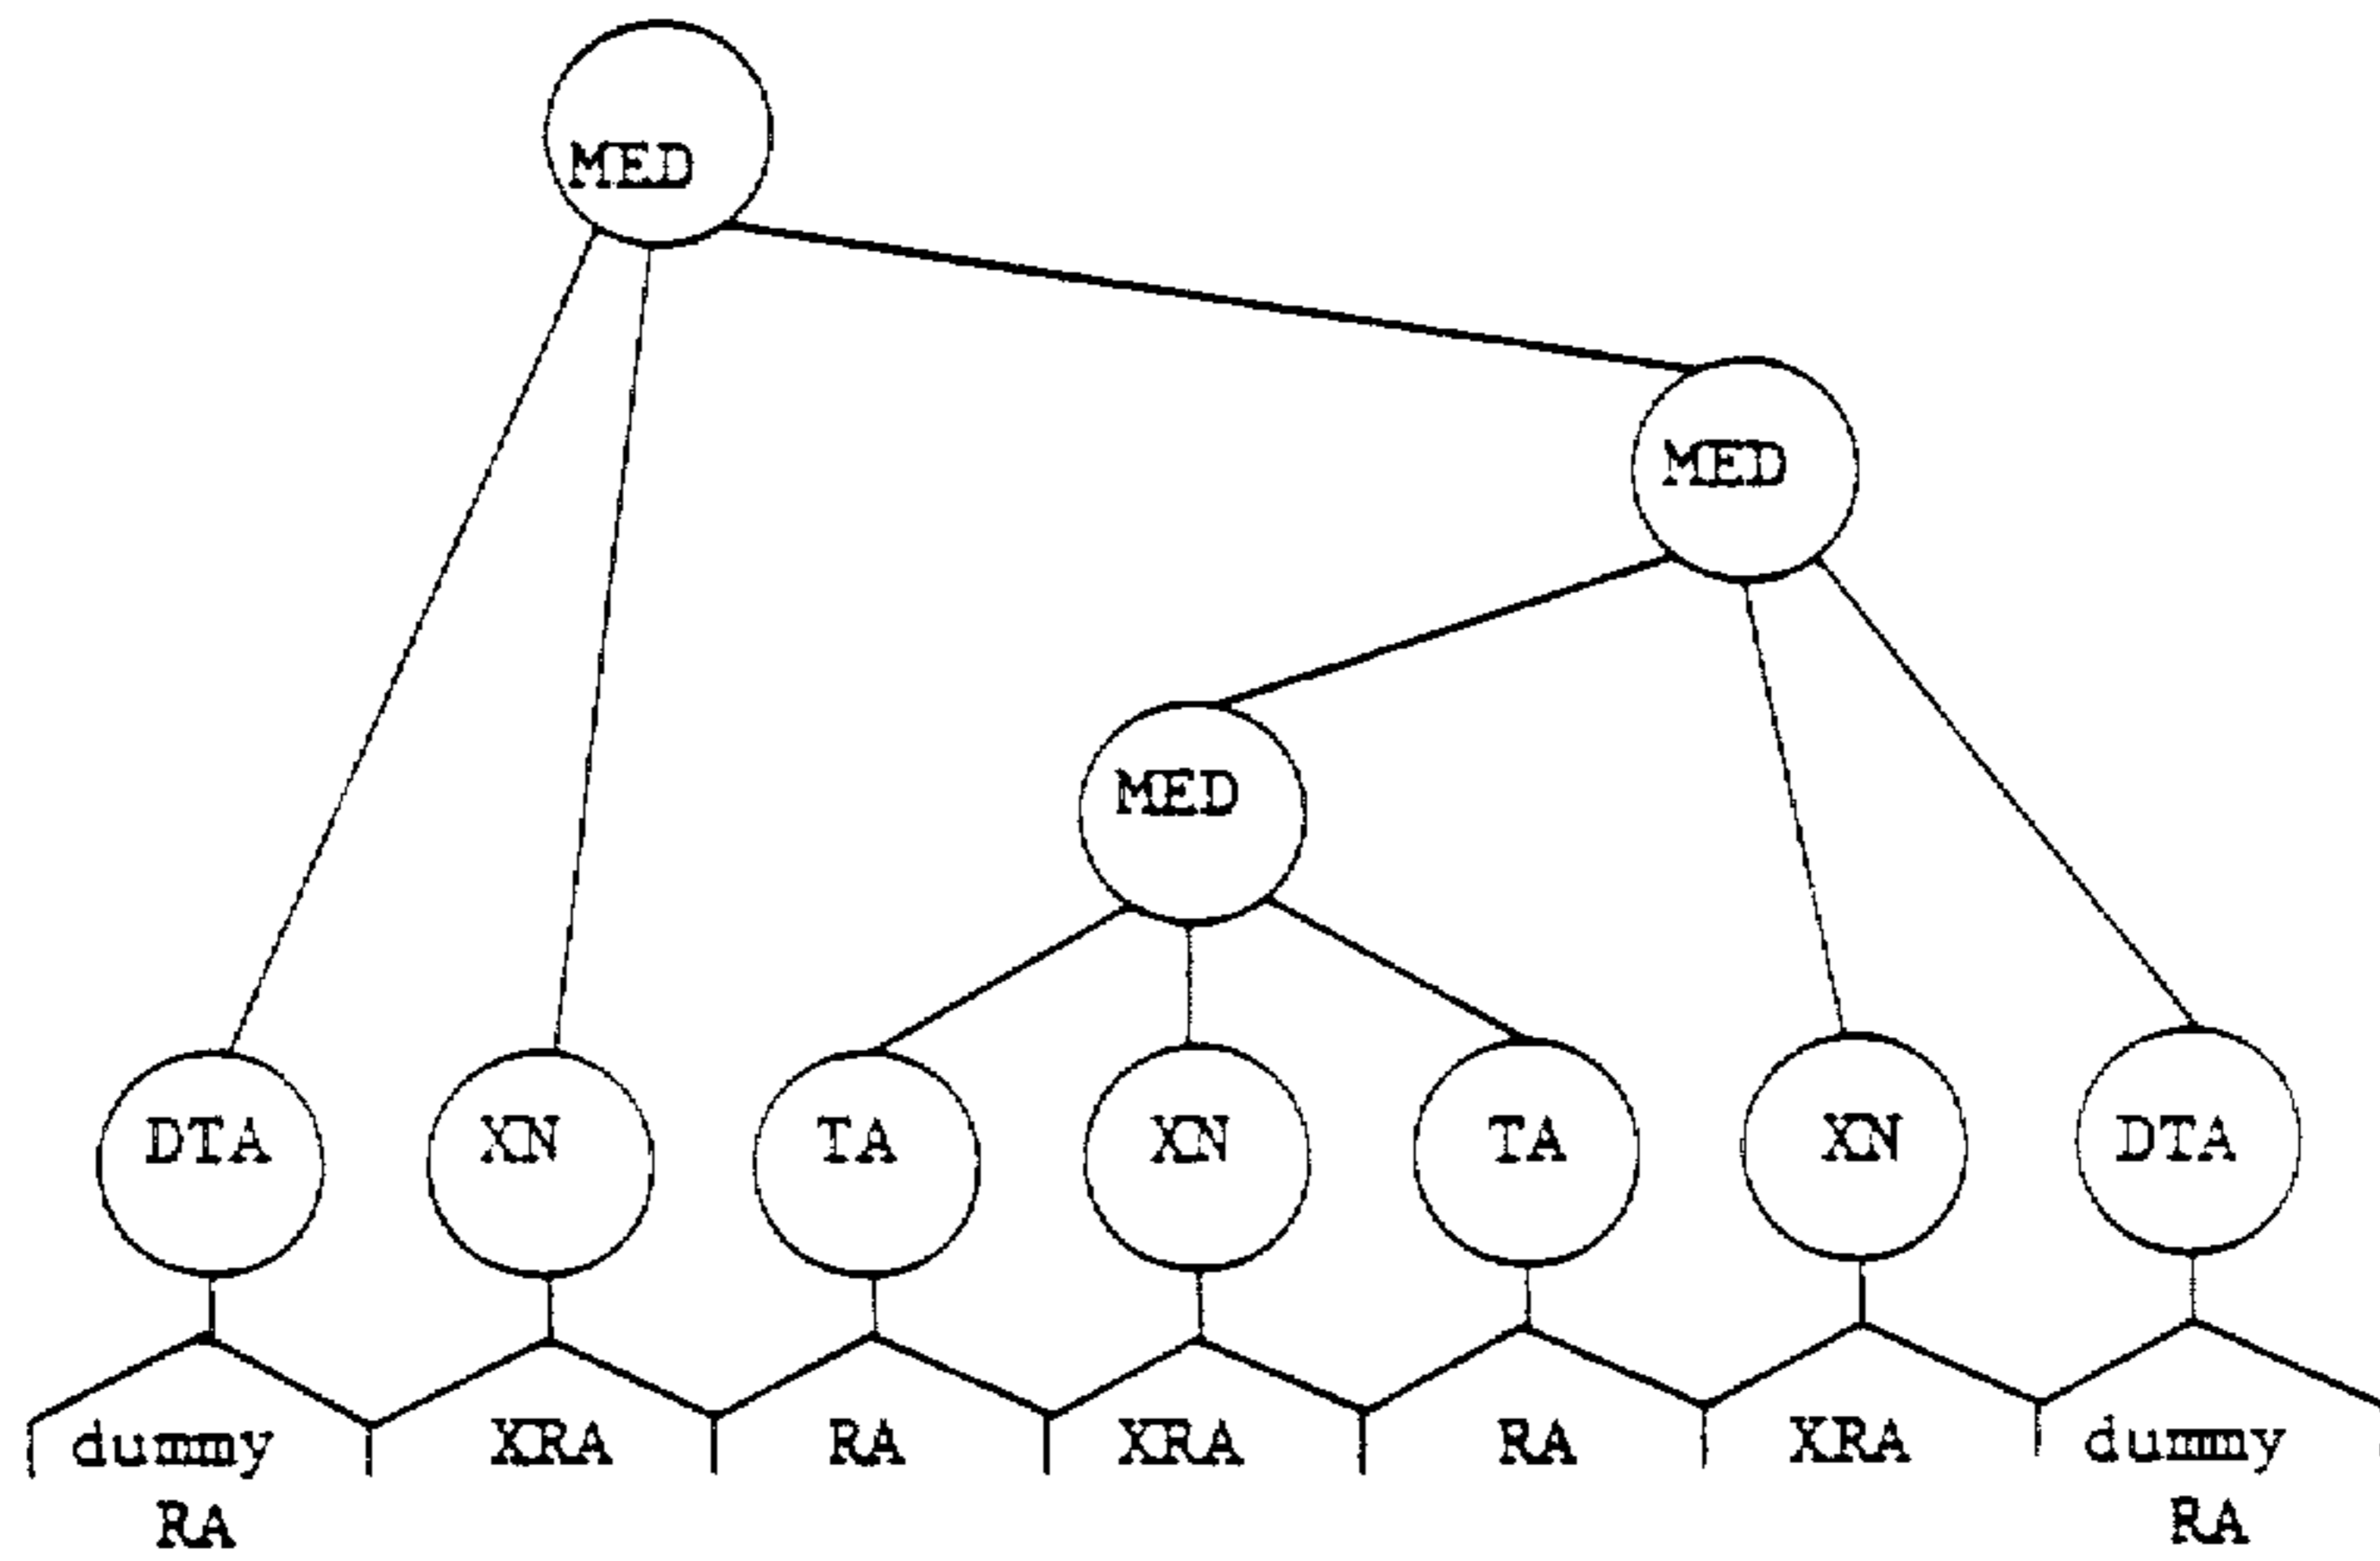 MED
MED
MED
DTA XN TA XN TA XN DTA
dummy XRA RA XRA RA XRA dummy
RA RA